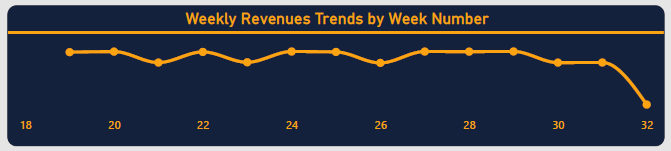 Weekly Revenues Trends by Week Number
18 20 22 24 26 28 30 32